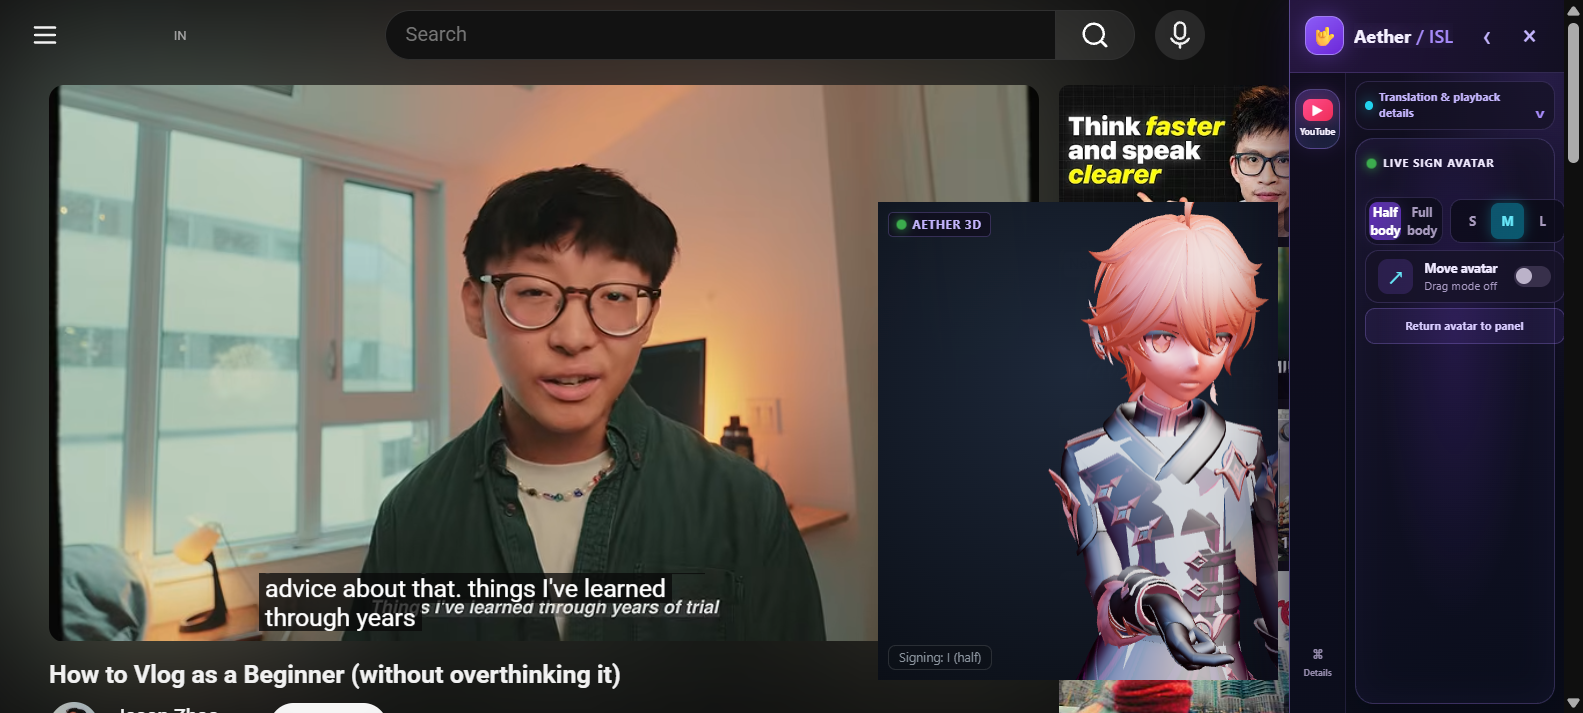 IN
Search
Aether / ISL
YouTube
Translation & playback
details
LIVE SIGN AVATAR
Half
body
Full
body
S
M
L
Move avatar
Drag mode off
Return avatar to panel
Details
Think faster
and speak
clearer
AETHER 3D
Signing: I (half)
advice about that. things I've learned
through years
Things I've learned through years of trial
How to Vlog as a Beginner (without overthinking it)